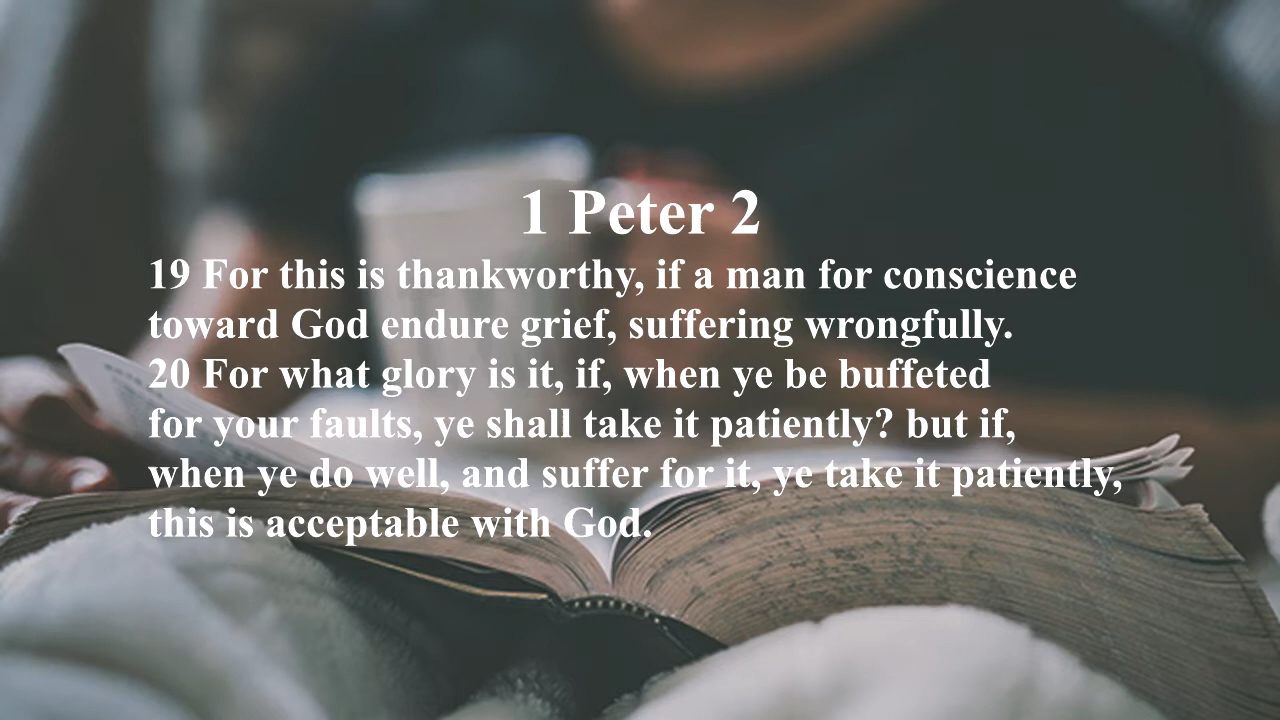 1 Peter 2
19 For this is thankworthy, if a man for conscience
toward God endure grief, suffering wrongfully.
20 For what glory is it, if, when ye be buffeted
for your faults, ye shall take it patiently? but if,
when ye do well, and suffer for it, ye take it patiently,
this is acceptable with God.